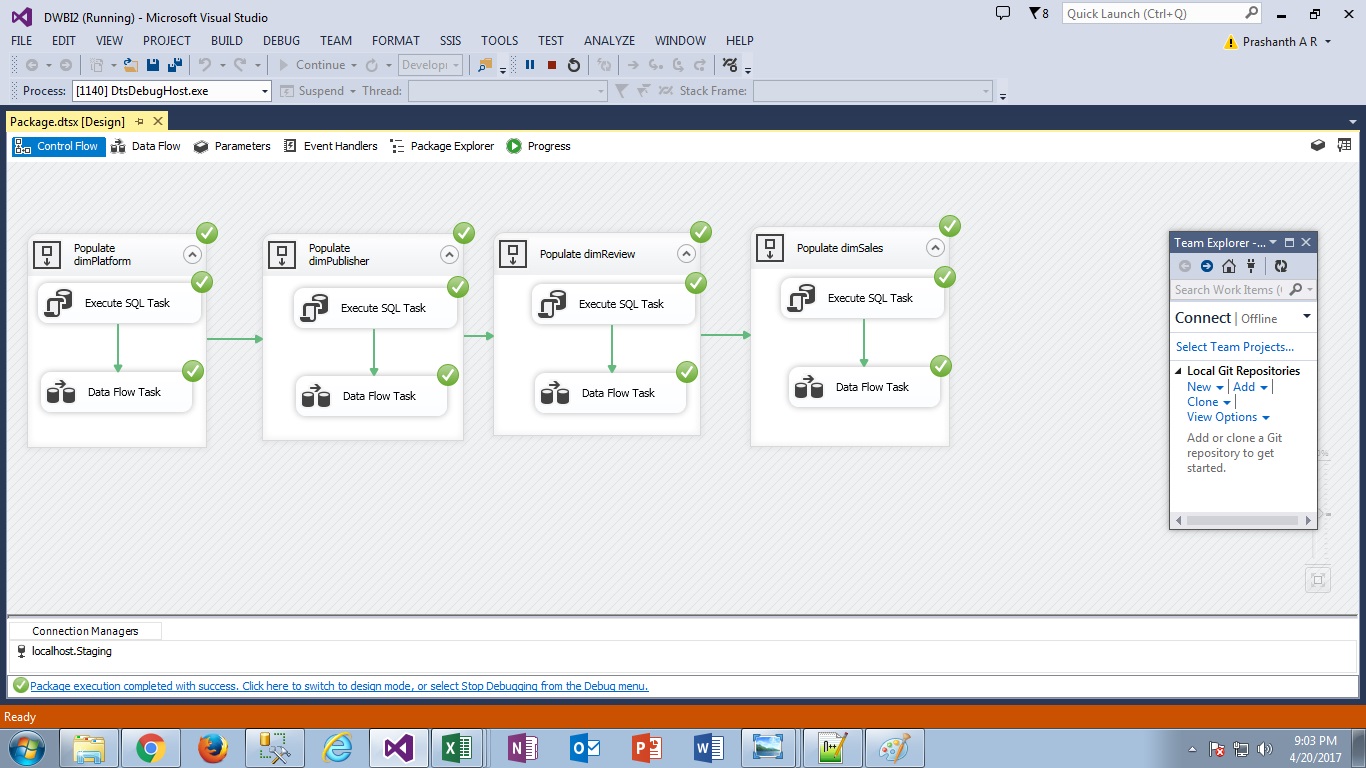 DWBI2 (Running) - Microsoft Visual Studio
8
Quick Launch (Ctrl+Q)
FILE EDIT VIEW PROJECT BUILD DEBUG TEAM FORMAT SSIS TOOLS TEST ANALYZE WINDOW HELP
Prashanth A R
Continue
Developi
Process: [1140] DtsDebugHost.exe
Suspend
Thread:
Stack Frame:
Package.dtsx [Design]
Control Flow
Data Flow
Parameters
Event Handlers
Package Explorer
Progress
Populate
dimPlatform
Execute SQL Task
Data Flow Task
Populate
dimPublisher
Execute SQL Task
Data Flow Task
Populate dimReview
Execute SQL Task
Data Flow Task
Populate dimSales
Execute SQL Task
Data Flow Task
Team Explorer -...
Search Work Items (
Connect | Offline
Select Team Projects...
Local Git Repositories
New | Add |
Clone |
View Options
Add or clone a Git
repository to get
started.
Connection Managers
localhost.Staging
Package execution completed with success. Click here to switch to design mode, or select Stop Debugging from the Debug menu.
Ready
9:03 PM
4/20/2017